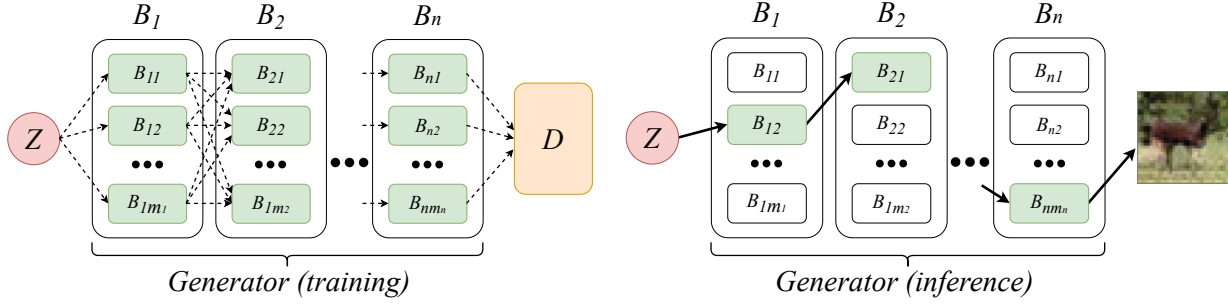 B1 B2 Bn
B11 B21 Bn1
Z B12 B22 ••• Bn2 D
••• ••• •••
B1m1 B1m2 Bnmn
Generator (training)
B1 B2 Bn
B11 B21 Bn1
Z B12 B22 ••• Bn2
••• ••• •••
B1m1 B1m2 Bnmn
Generator (inference)